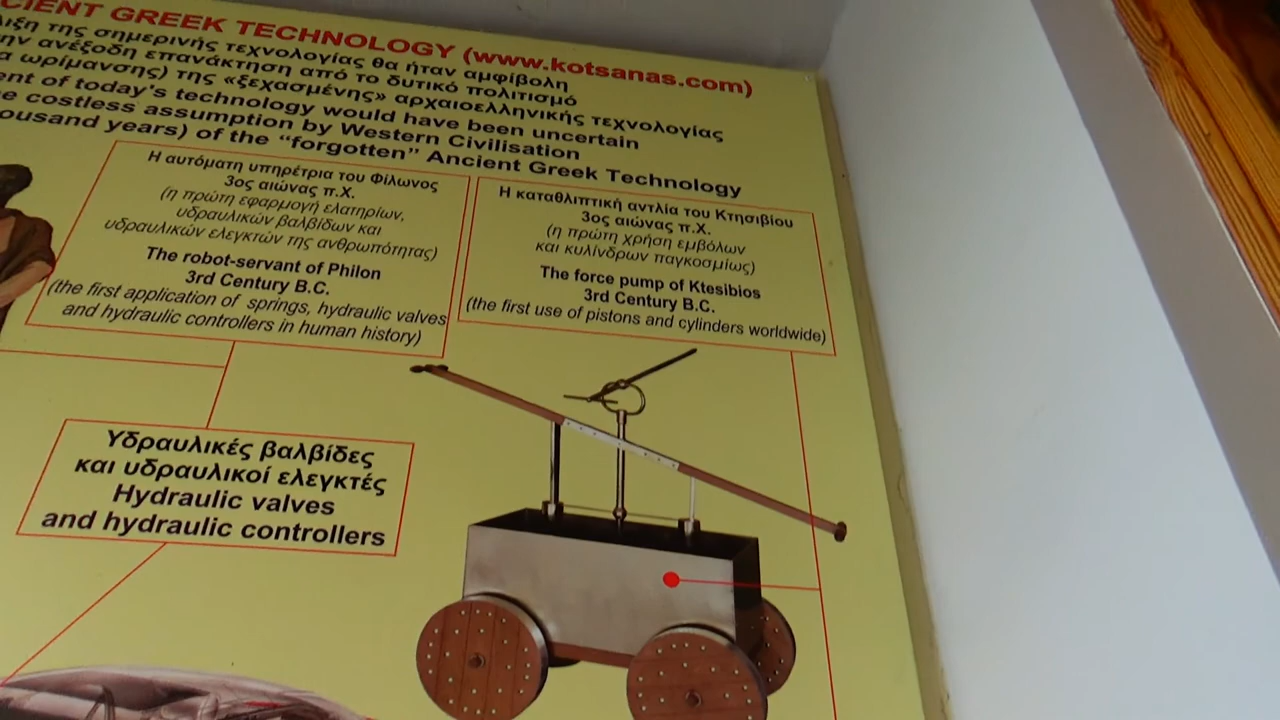 GREEK TECHNOLOGY (www.kotsanas.com)
της σημερινής τεχνολογίας θα ήταν αμφίβολη
ανέξοδη επανάκτηση από το δυτικό πολιτισμό
ωρίμανσης) της «ξεχασμένης» αρχαιοελληνικής τεχνολογίας
of today's technology would have been uncertain
costless assumption by Western Civilisation
years) of the “forgotten” Ancient Greek Technology
Η αυτόματη υπηρέτρια του Φίλωνος
3ος αιώνας π.Χ.
(η πρώτη εφαρμογή ελατηρίων,
υδραυλικών βαλβίδων και
υδραυλικών ελεγκτών της ανθρωπότητας)
The robot-servant of Philon
3rd Century B.C.
(the first application of springs, hydraulic valves
and hydraulic controllers in human history)
Η καταθλιπτική αντλία του Κτησιβίου
3ος αιώνας π.Χ.
(η πρώτη χρήση εμβόλων
και κυλίνδρων παγκοσμίως)
The force pump of Ktesibios
3rd Century B.C.
(the first use of pistons and cylinders worldwide)
Υδραυλικές βαλβίδες
και υδραυλικοί ελεγκτές
Hydraulic valves
and hydraulic controllers